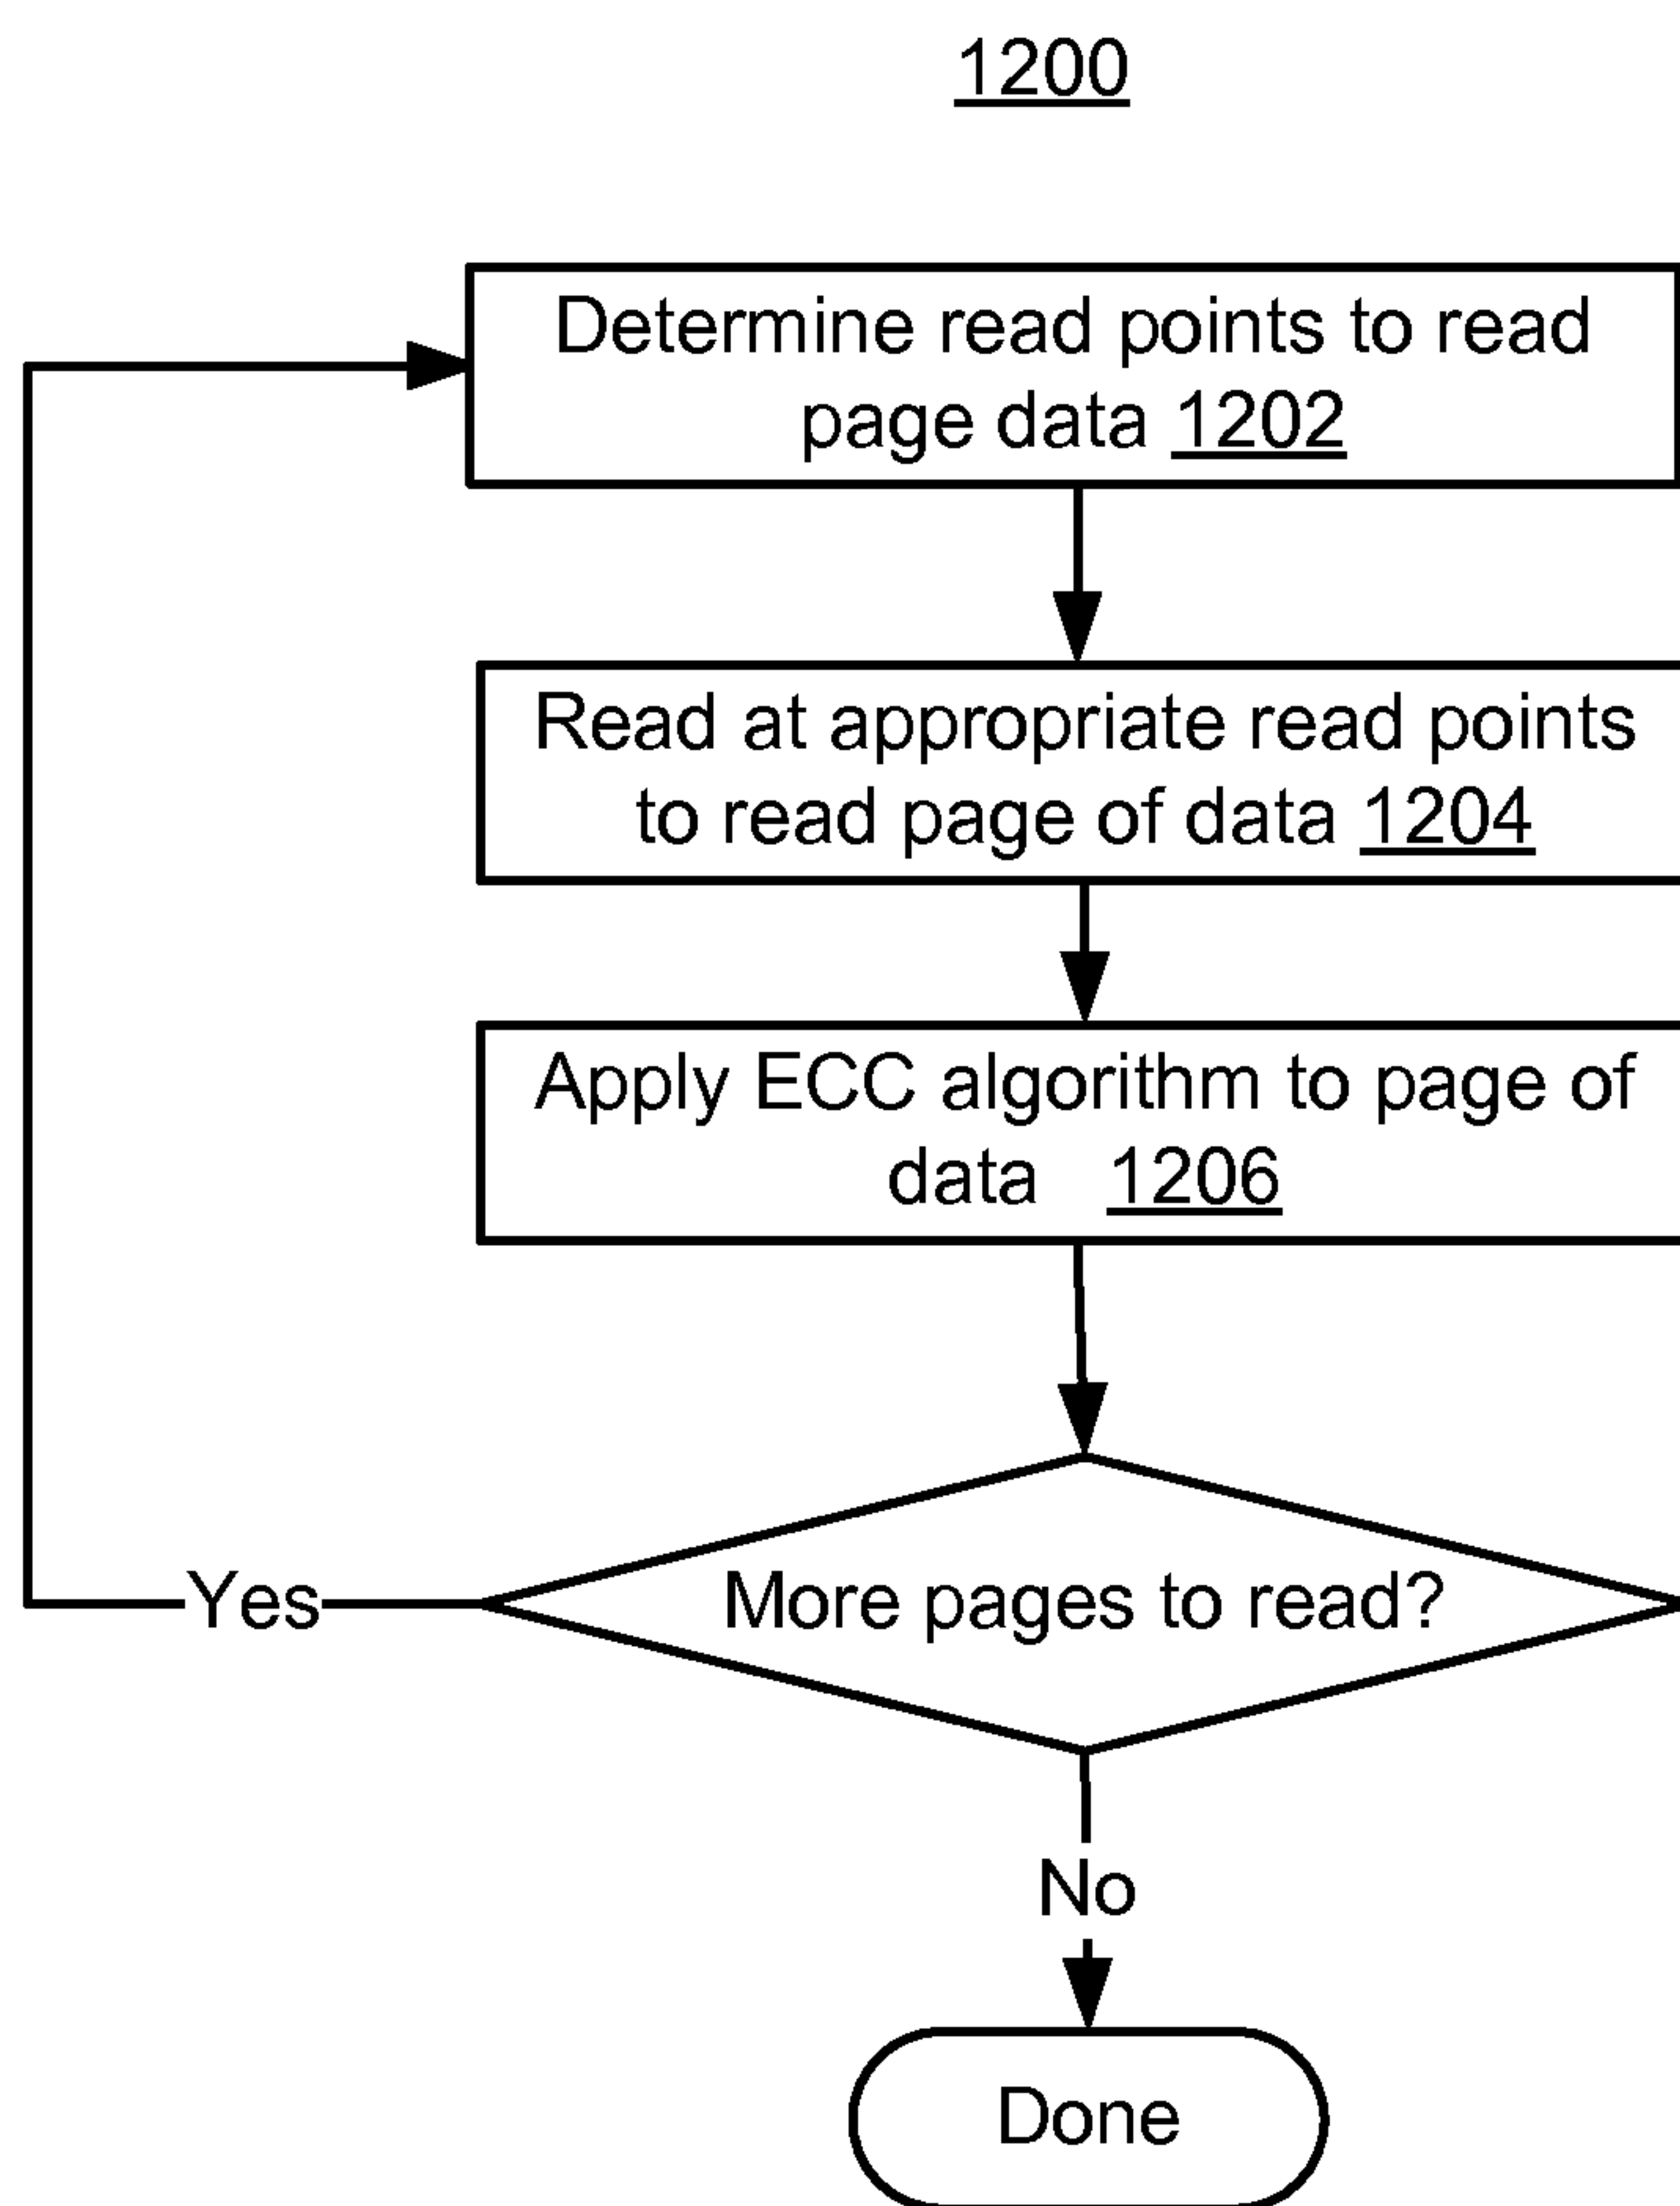 1200
Determine read points to read
page data 1202
Read at appropriate read points
to read page of data 1204
Apply ECC algorithm to page of
data 1206
Yes
More pages to read?
No
Done